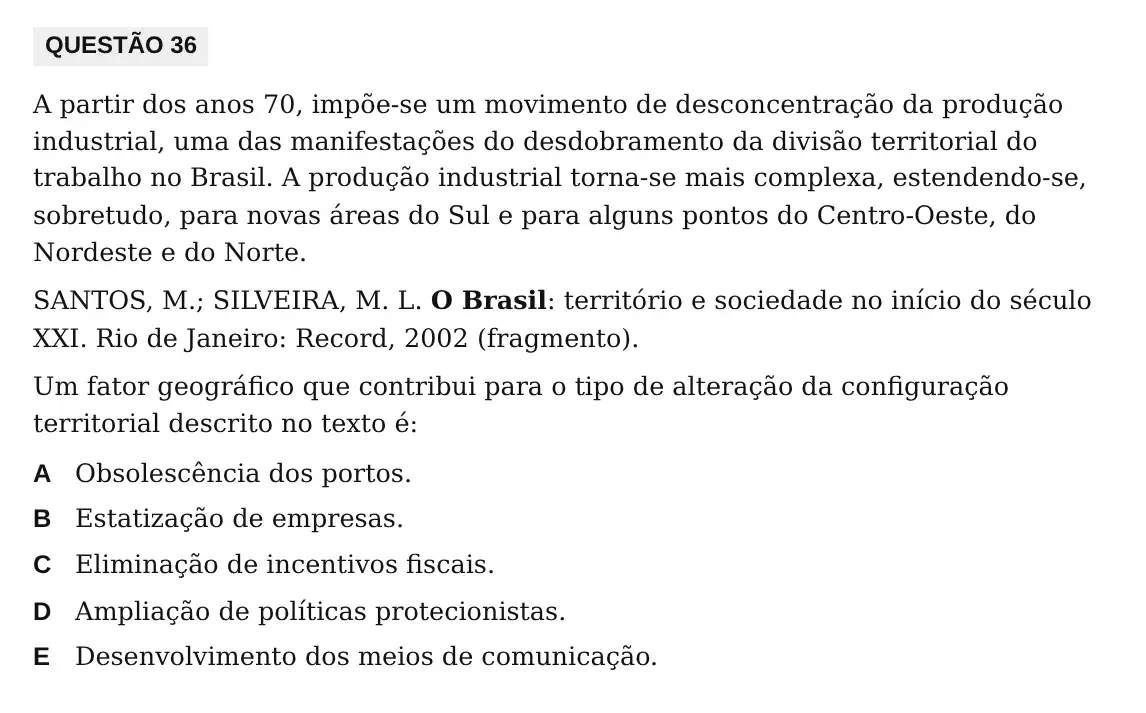 QUESTÃO 36
A partir dos anos 70, impõe-se um movimento de desconcentração da produção
industrial, uma das manifestações do desdobramento da divisão territorial do
trabalho no Brasil. A produção industrial torna-se mais complexa, estendendo-se,
sobretudo, para novas áreas do Sul e para alguns pontos do Centro-Oeste, do
Nordeste e do Norte.
SANTOS, M.; SILVEIRA, M. L. O Brasil: território e sociedade no início do século
XXI. Rio de Janeiro: Record, 2002 (fragmento).
Um fator geográfico que contribui para o tipo de alteração da configuração
territorial descrito no texto é:
A Obsolescência dos portos.
B Estatização de empresas.
C Eliminação de incentivos fiscais.
D Ampliação de políticas protecionistas.
E Desenvolvimento dos meios de comunicação.